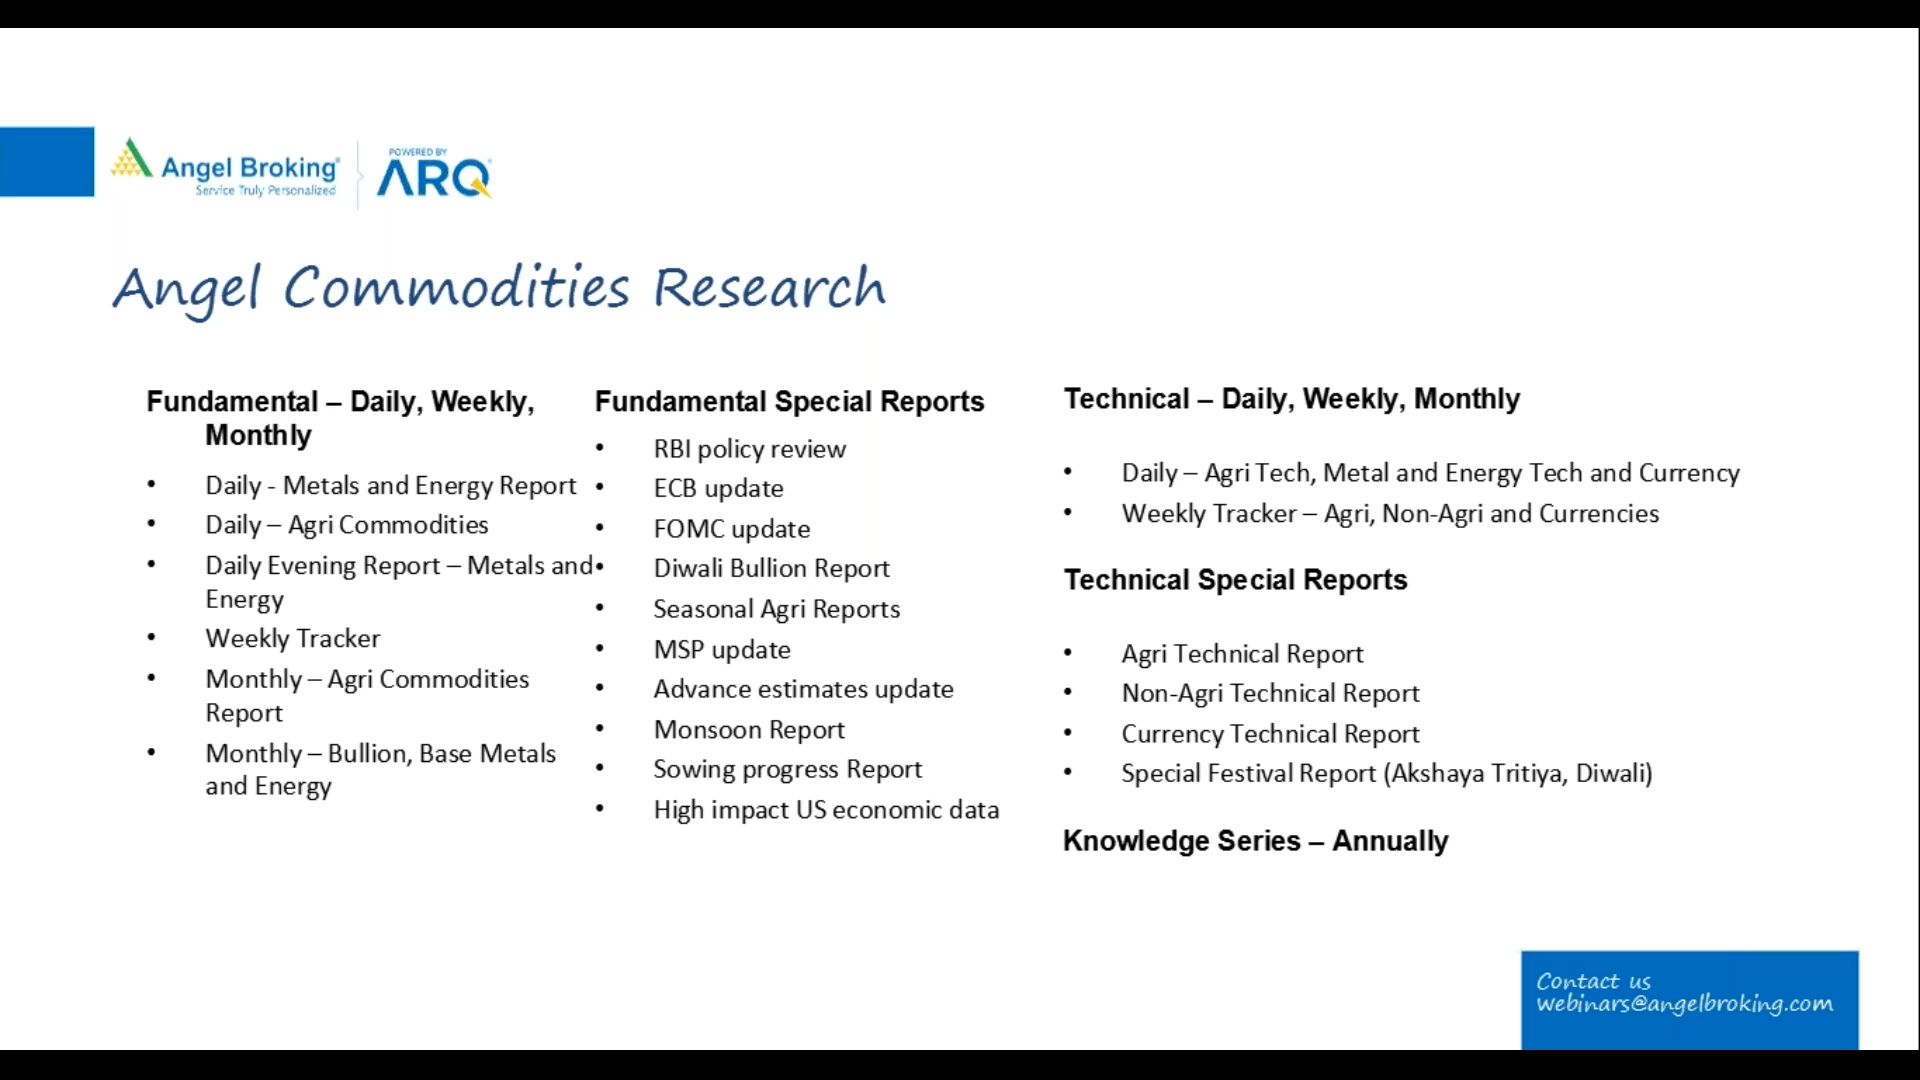 Angel Broking®
Service Truly Personalized
POWERED BY
ARQ
Angel Commodities Research
Fundamental – Daily, Weekly,
Monthly
• Daily - Metals and Energy Report
• Daily – Agri Commodities
• Daily Evening Report – Metals and
Energy
• Weekly Tracker
• Monthly – Agri Commodities
Report
• Monthly – Bullion, Base Metals
and Energy
Fundamental Special Reports
• RBI policy review
• ECB update
• FOMC update
• Diwali Bullion Report
• Seasonal Agri Reports
• MSP update
• Advance estimates update
• Monsoon Report
• Sowing progress Report
• High impact US economic data
Technical – Daily, Weekly, Monthly
• Daily – Agri Tech, Metal and Energy Tech and Currency
• Weekly Tracker – Agri, Non-Agri and Currencies
Technical Special Reports
• Agri Technical Report
• Non-Agri Technical Report
• Currency Technical Report
• Special Festival Report (Akshaya Tritiya, Diwali)
Knowledge Series – Annually
Contact us
webinars@angelbroking.com